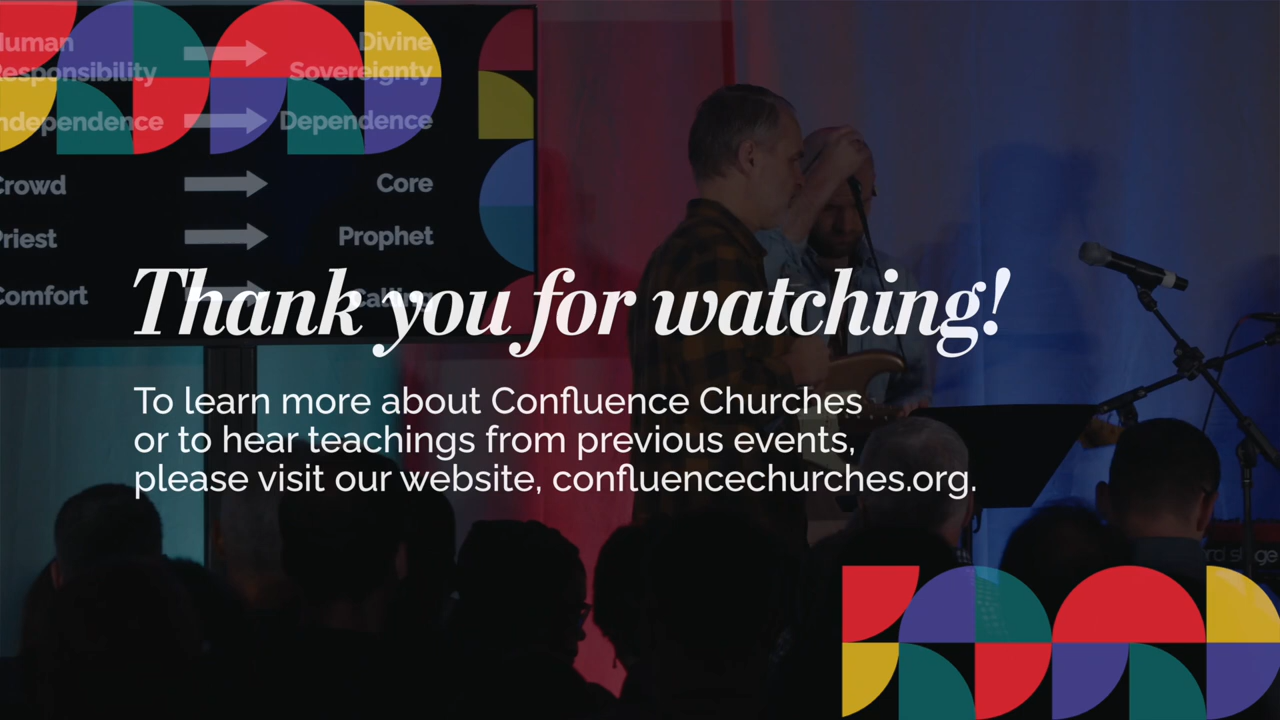 Human Divine
Responsibility Sovereignty
Independence Dependence
Crowd Core
Priest Prophet
Comfort Calling
Thank you for watching!
To learn more about Confluence Churches
or to hear teachings from previous events,
please visit our website, confluencechurches.org.